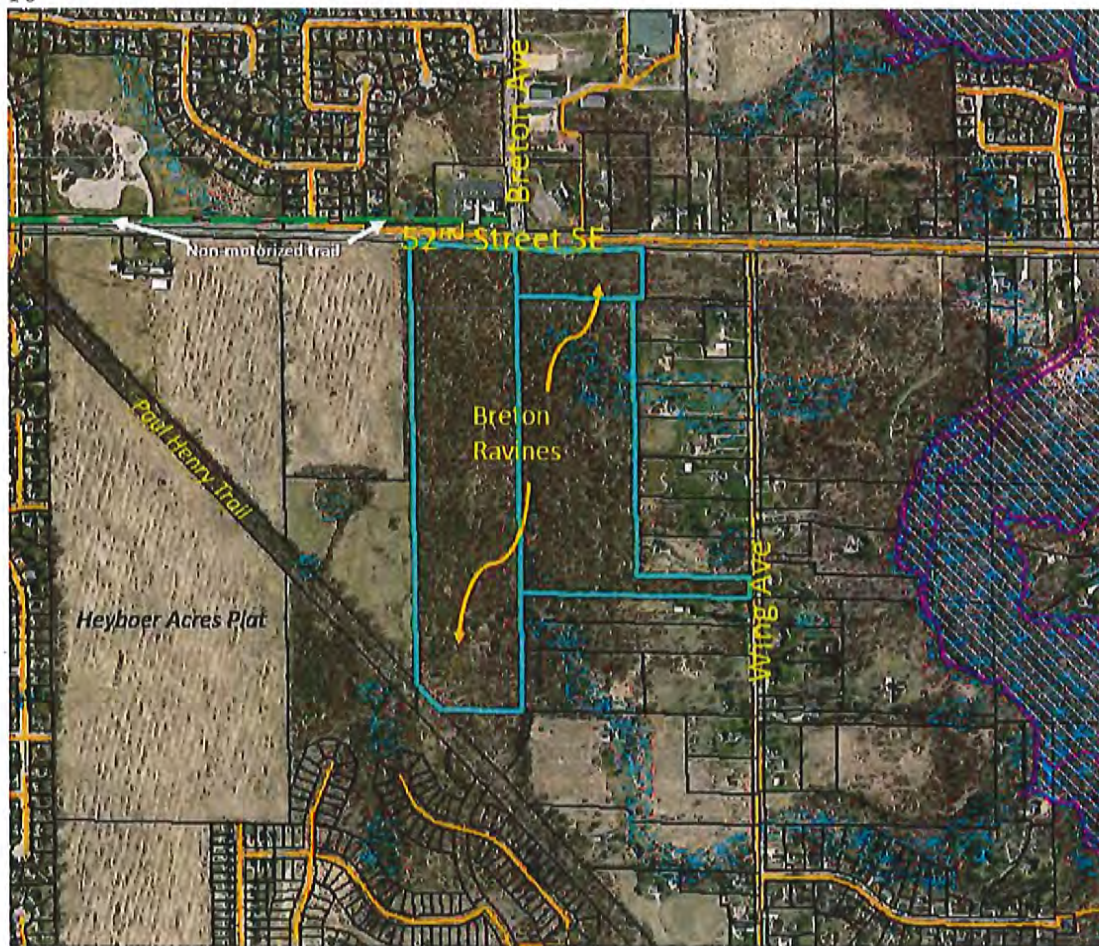 Breton Ave
Non-motorized trail
52nd Street SE
Paul Henry Trail
Breton
Ravines
Heyboer Acres Plat
Wing Ave